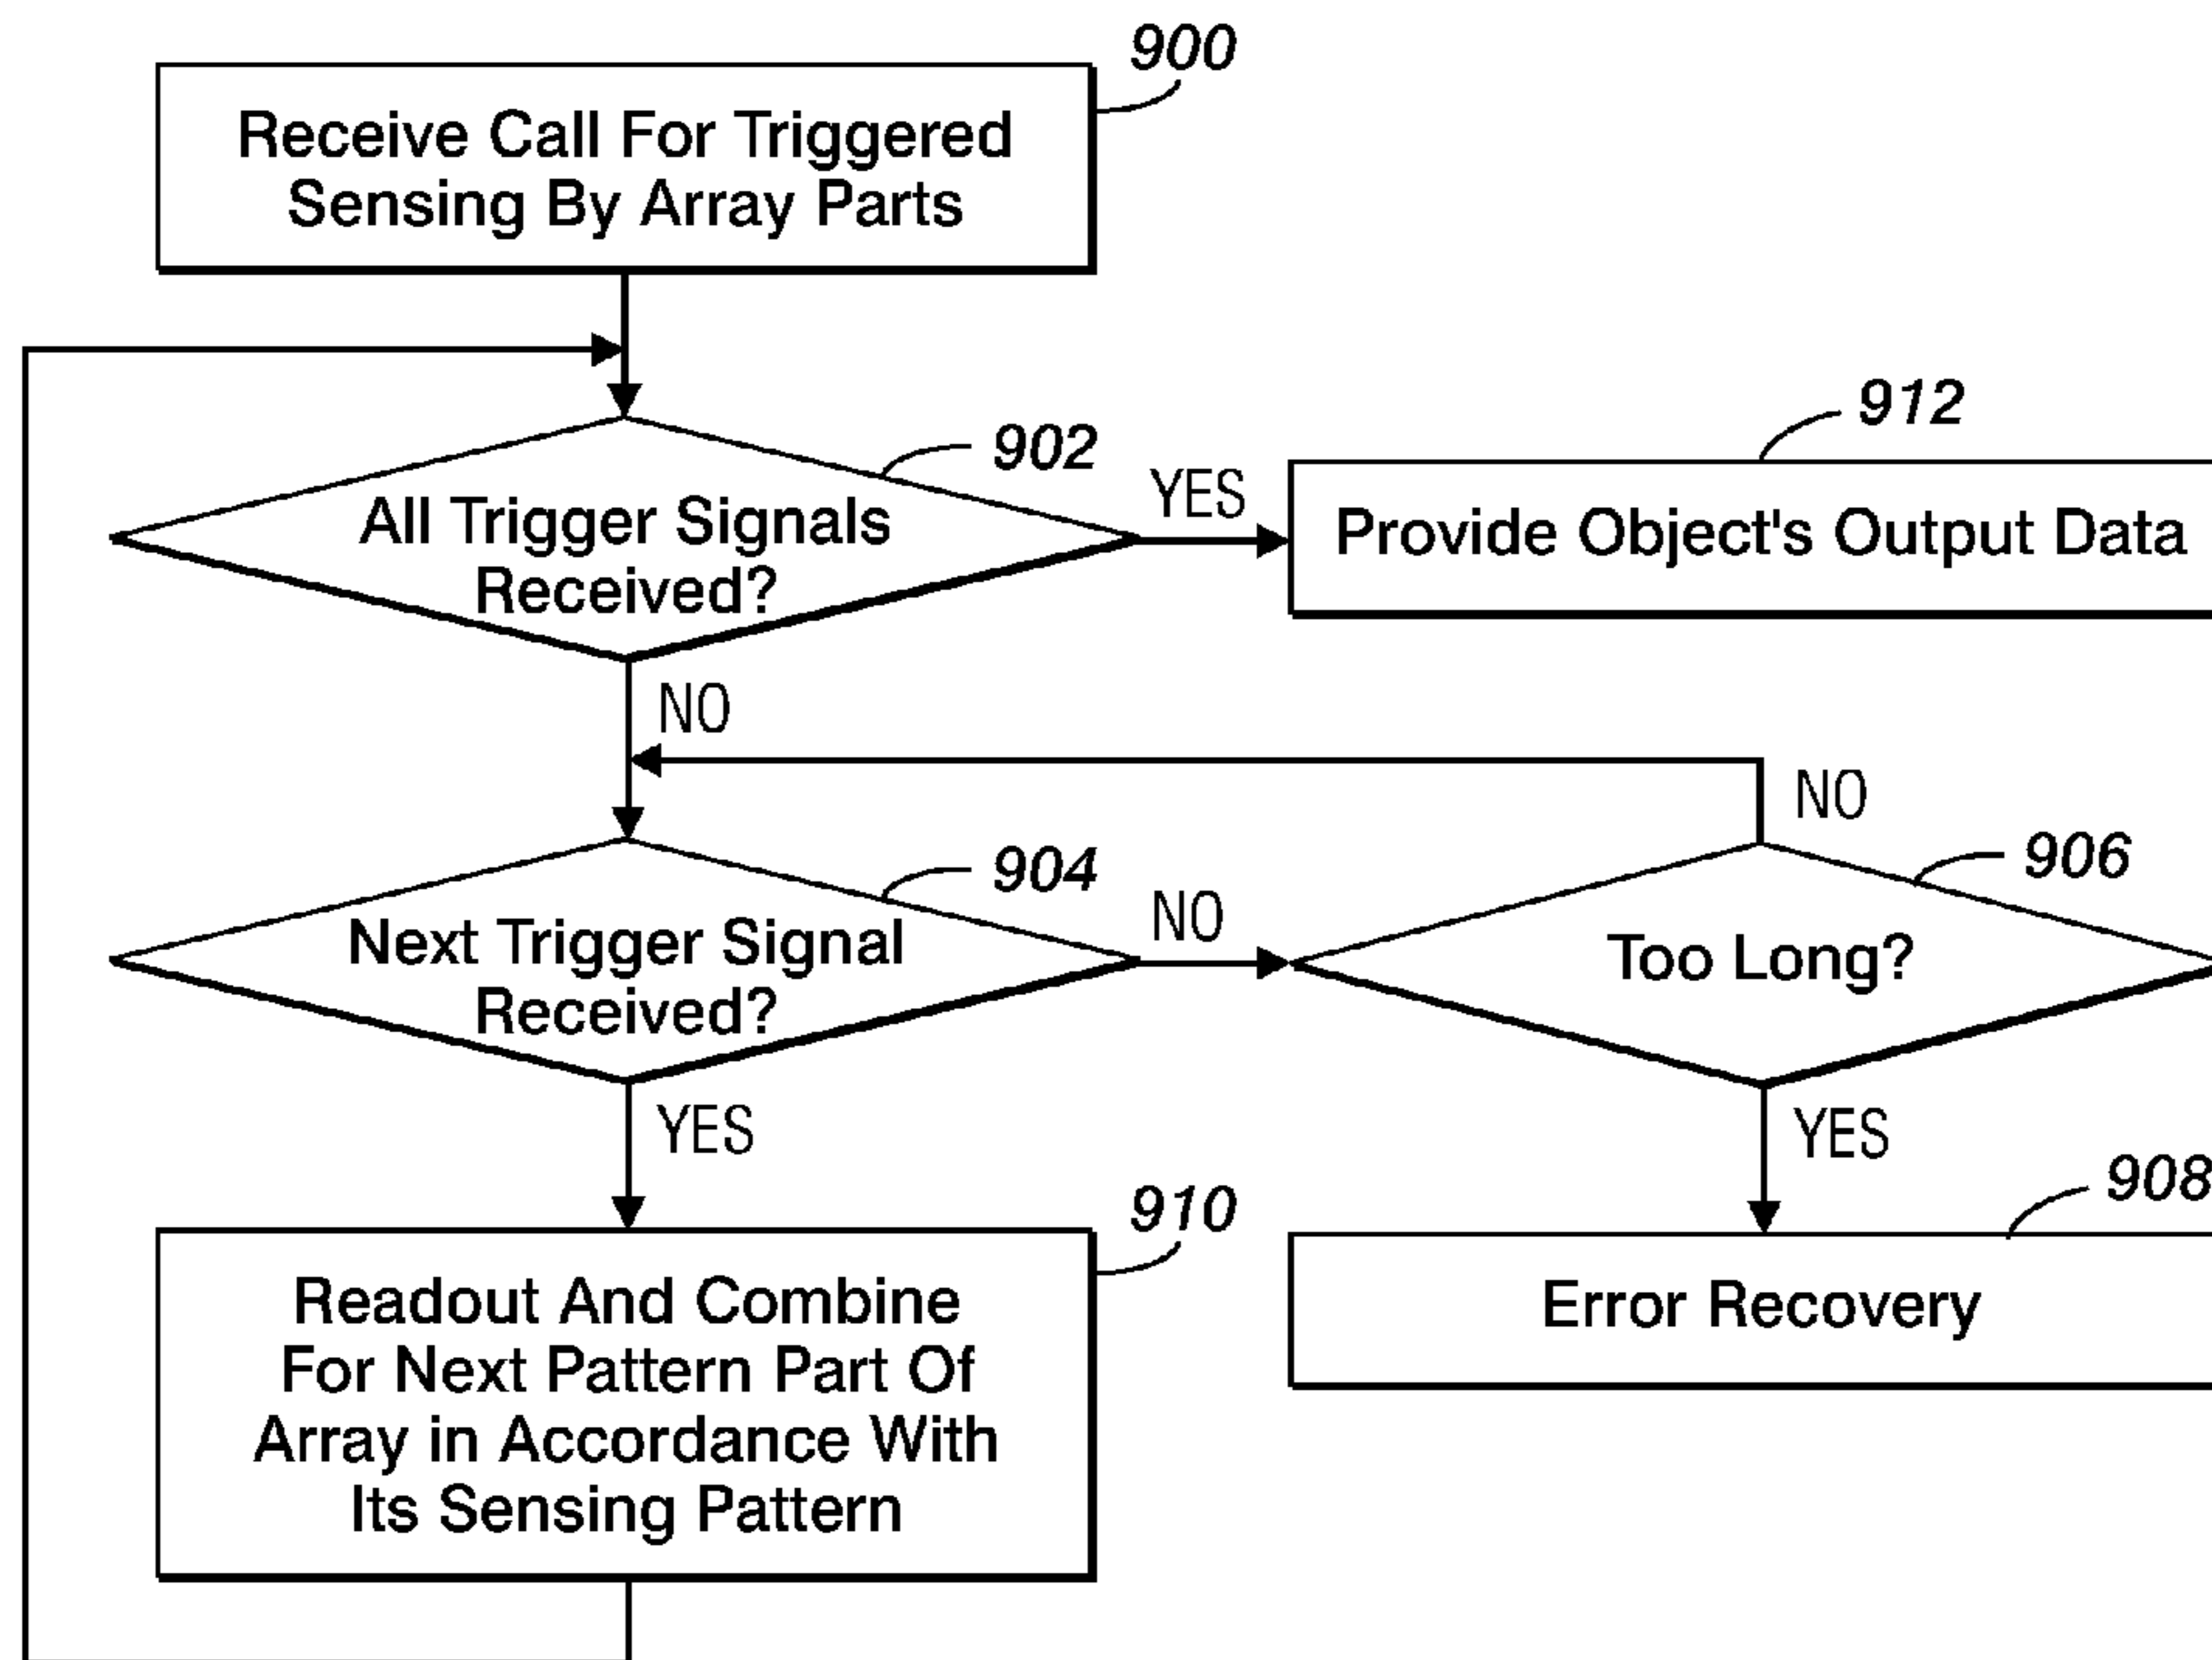 900
Receive Call For Triggered
Sensing By Array Parts
902
All Trigger Signals
Received?
YES
912
Provide Object's Output Data
NO
904
Next Trigger Signal
Received?
NO
NO
906
Too Long?
YES
YES
910
Readout And Combine
For Next Pattern Part Of
Array in Accordance With
Its Sensing Pattern
908
Error Recovery